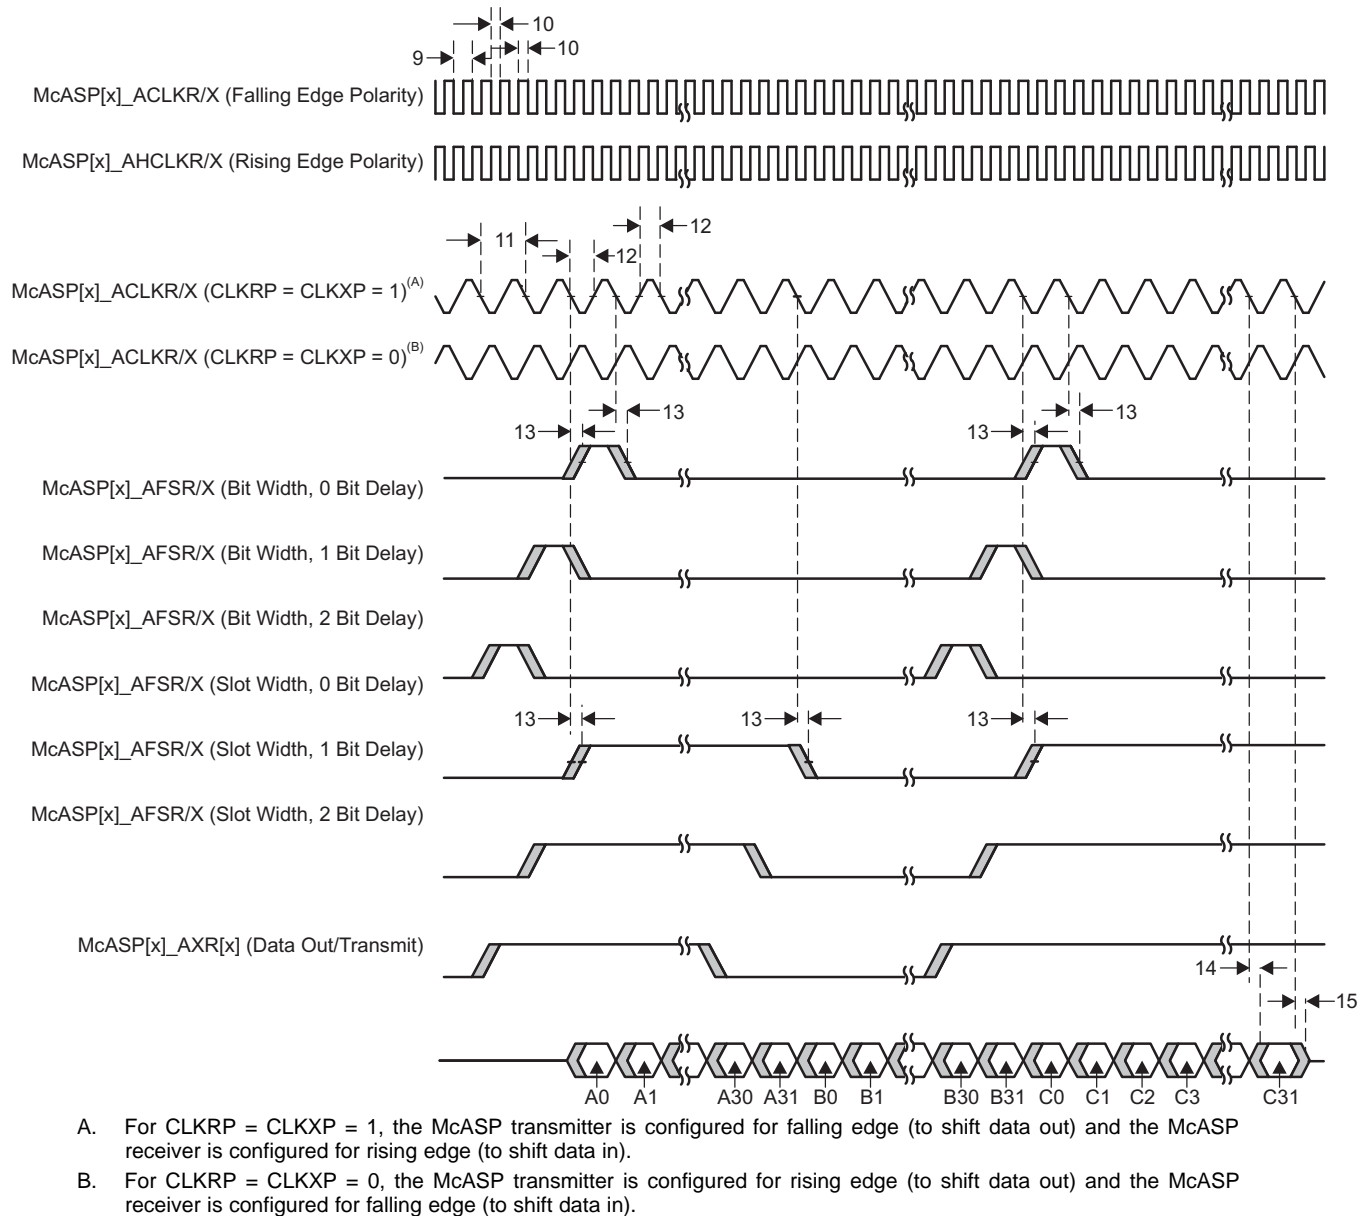 10
9 10
McASP[x]_ACLKR/X (Falling Edge Polarity)
McASP[x]_AHCLKR/X (Rising Edge Polarity)
12
11
12
McASP[x]_ACLKR/X (CLKRP = CLKXP = 1)(A)
McASP[x]_ACLKR/X (CLKRP = CLKXP = 0)(B)
13 13
13 13
McASP[x]_AFSR/X (Bit Width, 0 Bit Delay)
McASP[x]_AFSR/X (Bit Width, 1 Bit Delay)
McASP[x]_AFSR/X (Bit Width, 2 Bit Delay)
McASP[x]_AFSR/X (Slot Width, 0 Bit Delay)
13 13 13
McASP[x]_AFSR/X (Slot Width, 1 Bit Delay)
McASP[x]_AFSR/X (Slot Width, 2 Bit Delay)
McASP[x]_AXR[x] (Data Out/Transmit)
14
15
A0 A1 A30 A31 B0 B1 B30 B31 C0 C1 C2 C3 C31
A. For CLKRP = CLKXP = 1, the McASP transmitter is configured for falling edge (to shift data out) and the McASP
receiver is configured for rising edge (to shift data in).
B. For CLKRP = CLKXP = 0, the McASP transmitter is configured for rising edge (to shift data out) and the McASP
receiver is configured for falling edge (to shift data in).